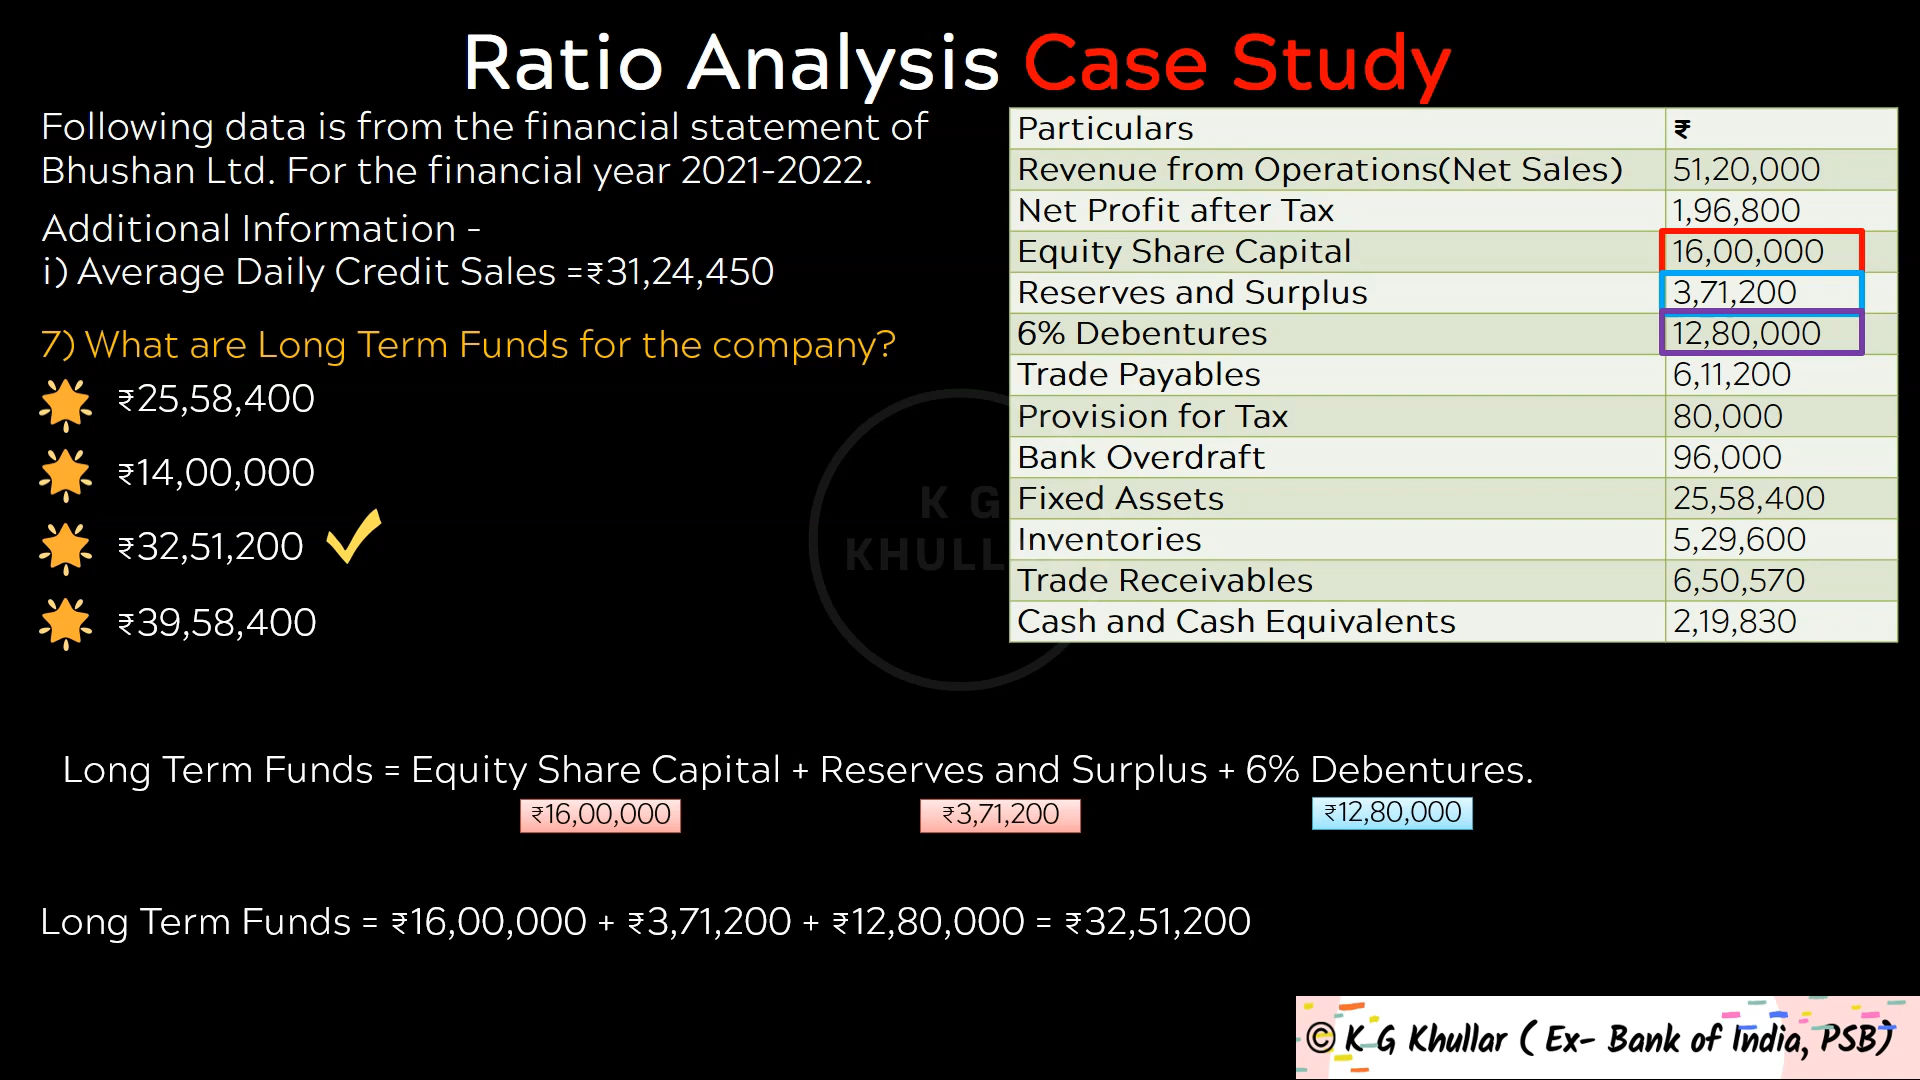 Ratio Analysis Case Study
Following data is from the financial statement of
Bhushan Ltd. For the financial year 2021-2022.
Additional Information -
i) Average Daily Credit Sales =₹31,24,450
7) What are Long Term Funds for the company?
₹25,58,400
₹14,00,000
₹32,51,200
₹39,58,400
Particulars ₹
Revenue from Operations(Net Sales) 51,20,000
Net Profit after Tax 1,96,800
Equity Share Capital 16,00,000
Reserves and Surplus 3,71,200
6% Debentures 12,80,000
Trade Payables 6,11,200
Provision for Tax 80,000
Bank Overdraft 96,000
Fixed Assets 25,58,400
Inventories 5,29,600
Trade Receivables 6,50,570
Cash and Cash Equivalents 2,19,830
K G
KHULL
Long Term Funds = Equity Share Capital + Reserves and Surplus + 6% Debentures.
₹16,00,000 ₹3,71,200 ₹12,80,000
Long Term Funds = ₹16,00,000 + ₹3,71,200 + ₹12,80,000 = ₹32,51,200
© K G Khullar ( Ex- Bank of India, PSB)